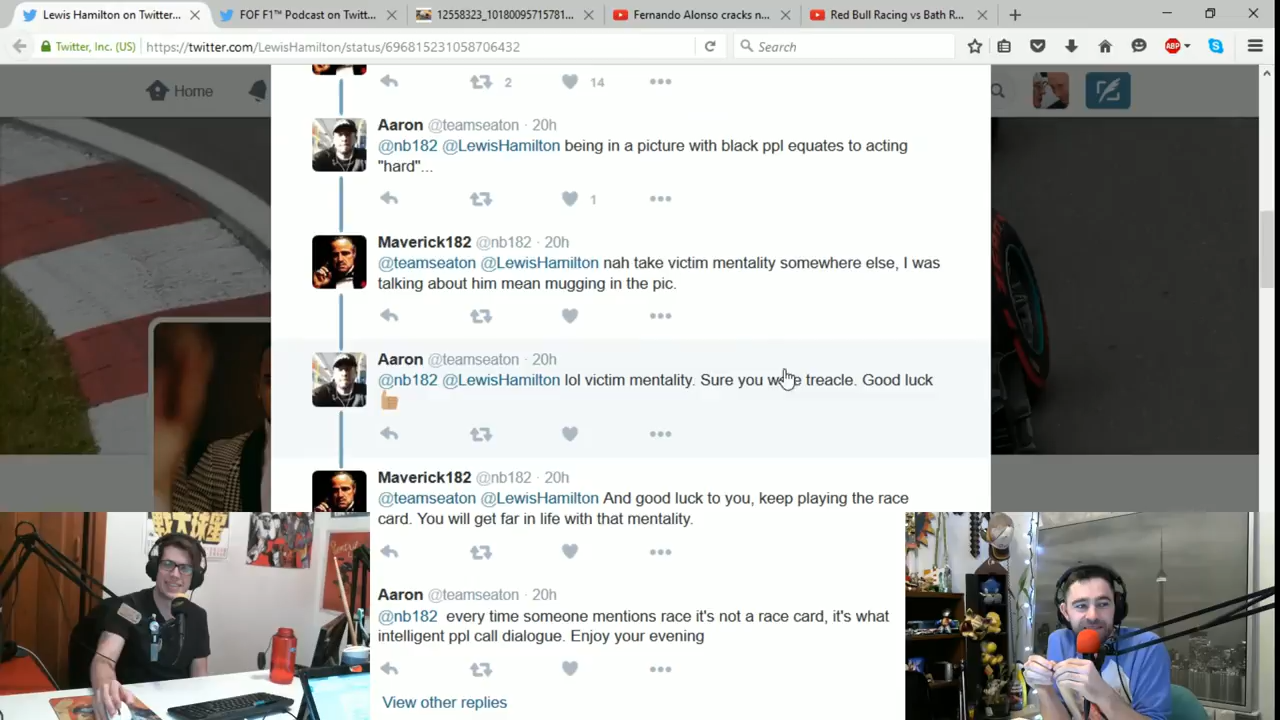 Lewis Hamilton on Twitter...
FOF F1™ Podcast on Twitt...
12558323_10180095715781...
Fernando Alonso cracks n...
Red Bull Racing vs Bath R...
Twitter, Inc. (US)
https://twitter.com/LewisHamilton/status/696815231058706432
Search
ABP
Home
2
14
Aaron @teamseaton · 20h
@nb182 @LewisHamilton being in a picture with black ppl equates to acting
"hard"...
1
Maverick182 @nb182 · 20h
@teamseaton @LewisHamilton nah take victim mentality somewhere else, I was
talking about him mean mugging in the pic.
Aaron @teamseaton · 20h
@nb182 @LewisHamilton lol victim mentality. Sure you were treacle. Good luck
Maverick182 @nb182 · 20h
@teamseaton @LewisHamilton And good luck to you, keep playing the race
card. You will get far in life with that mentality.
Aaron @teamseaton · 20h
@nb182 every time someone mentions race it's not a race card, it's what
intelligent ppl call dialogue. Enjoy your evening
View other replies